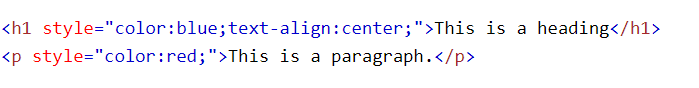 <h1 style="color:blue;text-align:center;">This is a heading</h1>
<p style="color:red;">This is a paragraph.</p>